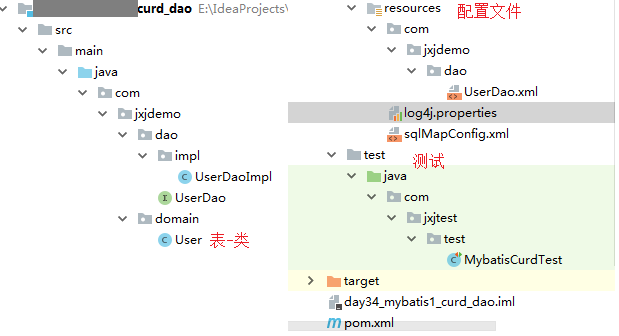 curd_dao E:\IdeaProjects\
src
main
java
com
jxjdemo
dao
impl
UserDaoImpl
UserDao
domain
User 表-类
resources 配置文件
com
jxjdemo
dao
UserDao.xml
log4j.properties
sqlMapConfig.xml
test 测试
java
com
jxjtest
test
MybatisCurdTest
target
day34_mybatis1_curd_dao.iml
pom.xml